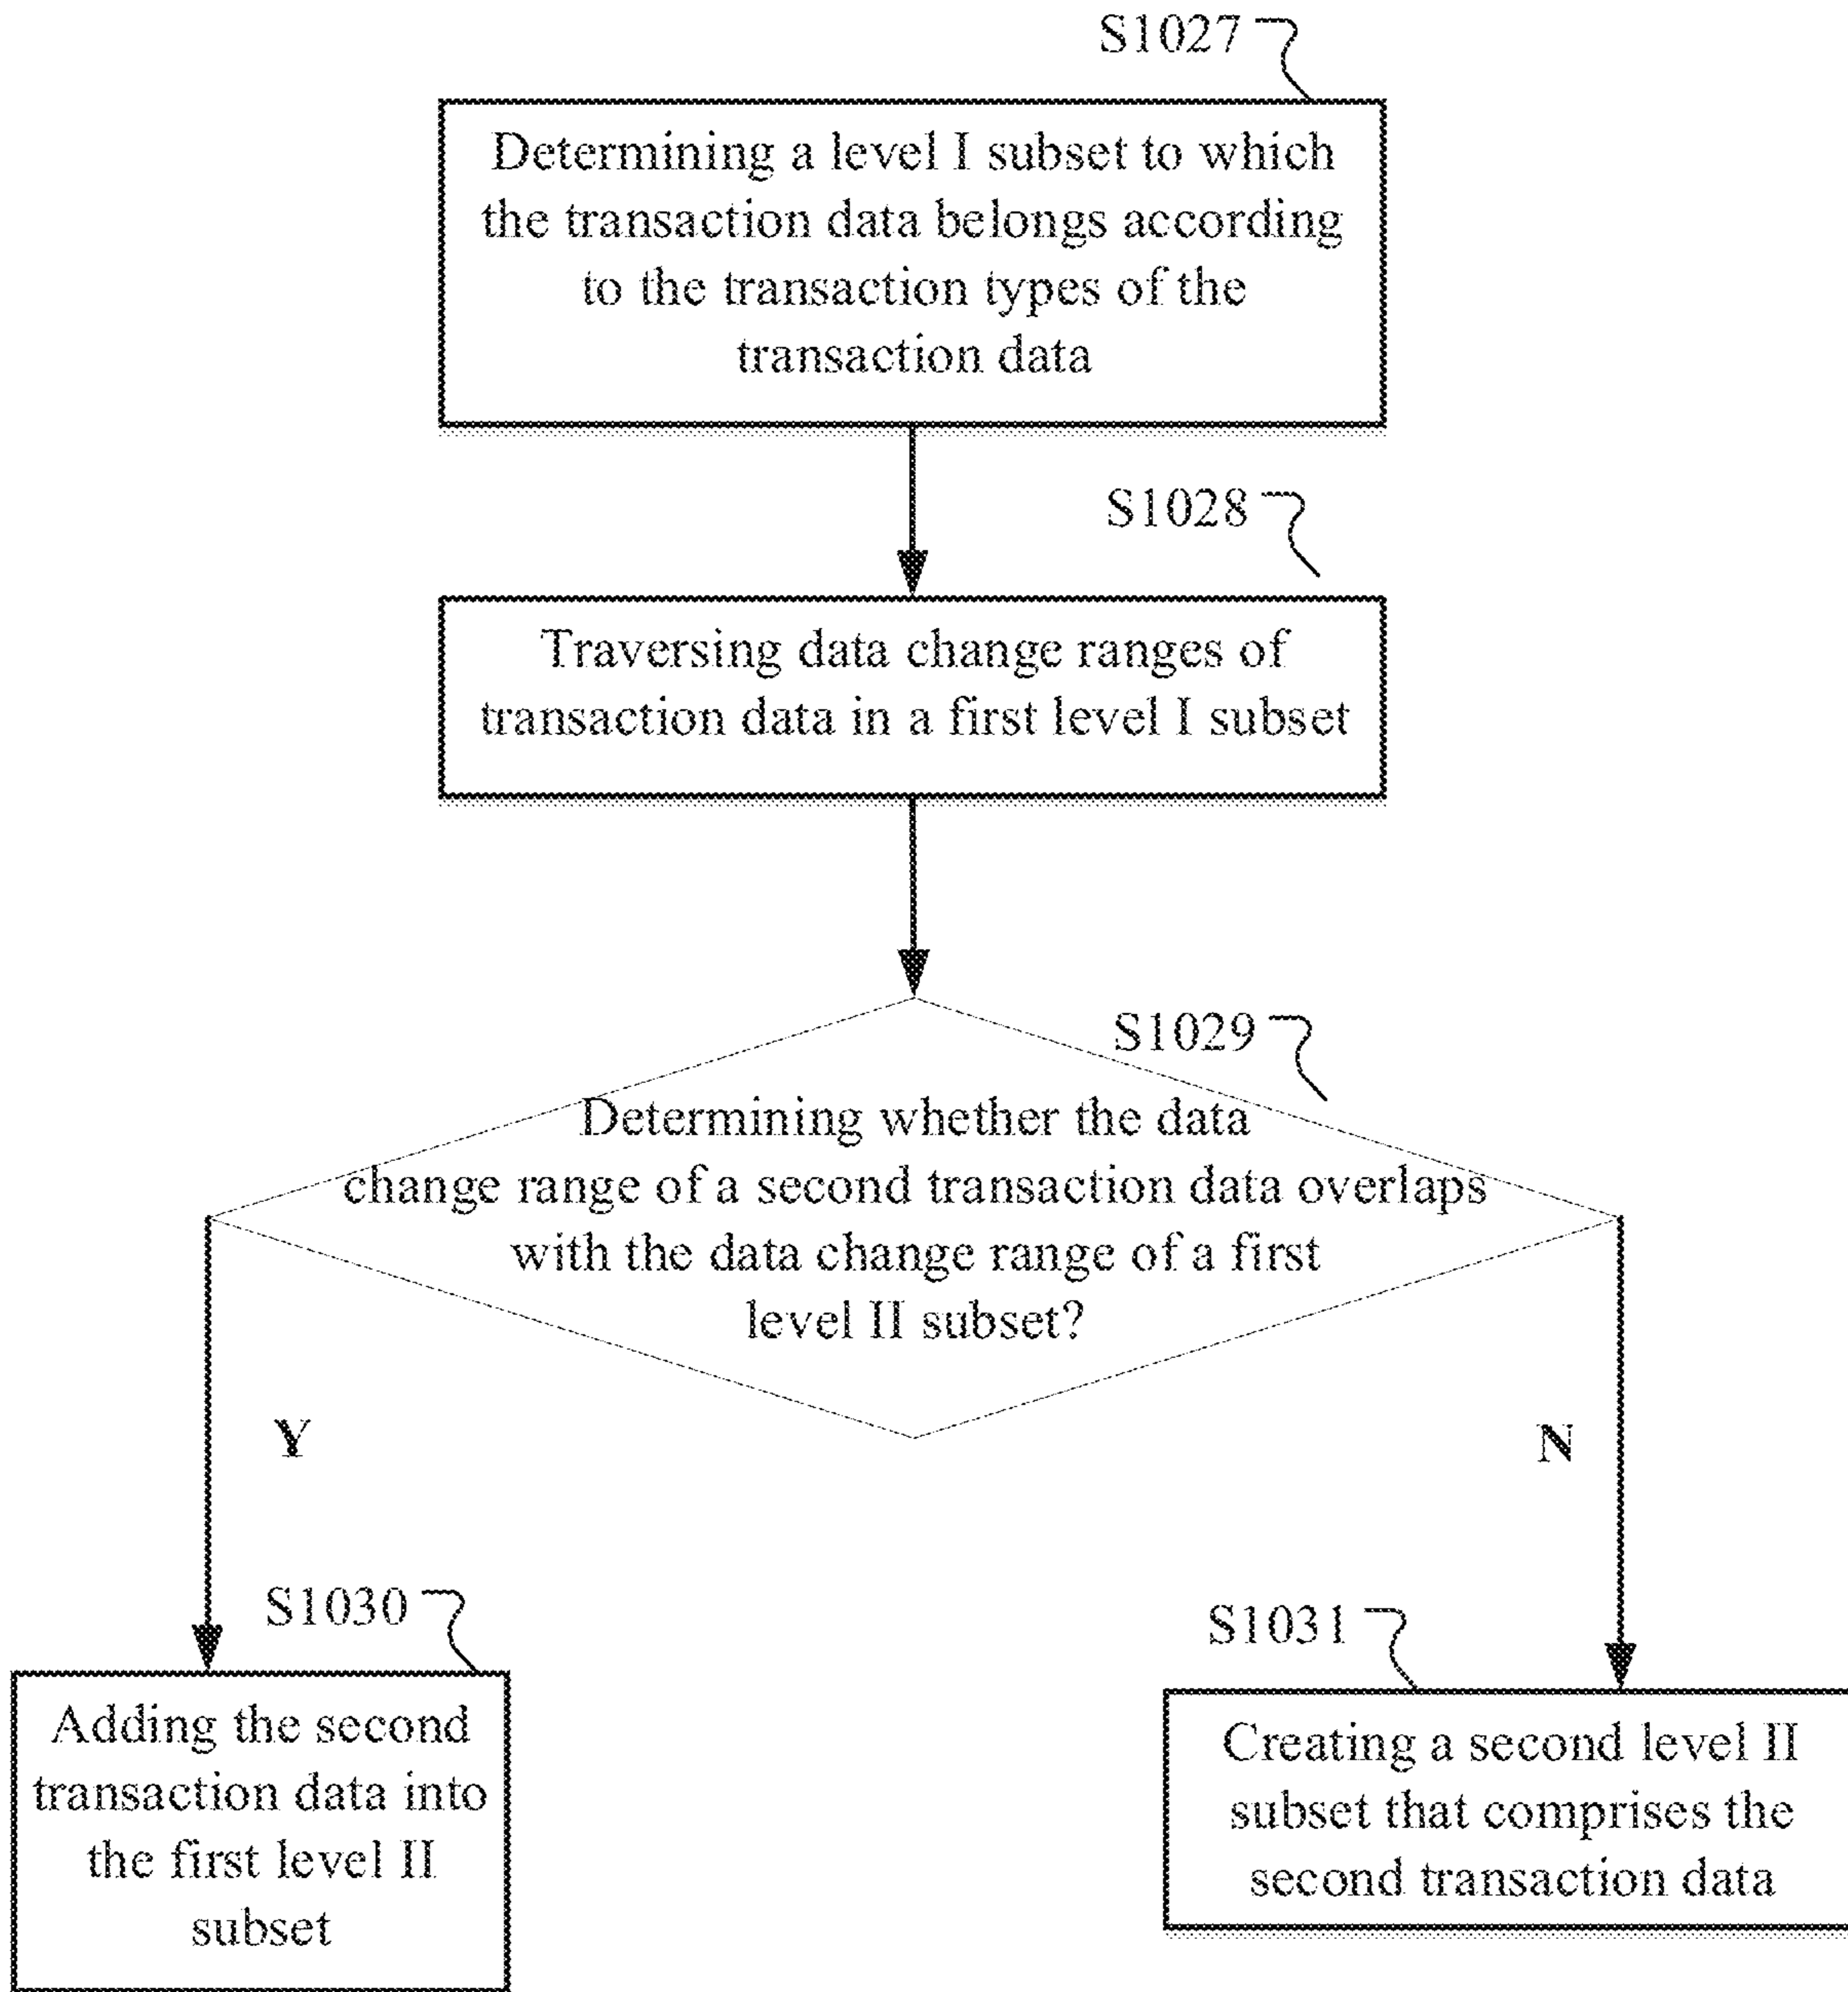 S1027
Determining a level I subset to which
the transaction data belongs according
to the transaction types of the
transaction data
S1028
Traversing data change ranges of
transaction data in a first level I subset
S1029
Determining whether the data
change range of a second transaction data overlaps
with the data change range of a first
level II subset?
Y
N
S1030
Adding the second
transaction data into
the first level II
subset
S1031
Creating a second level II
subset that comprises the
second transaction data